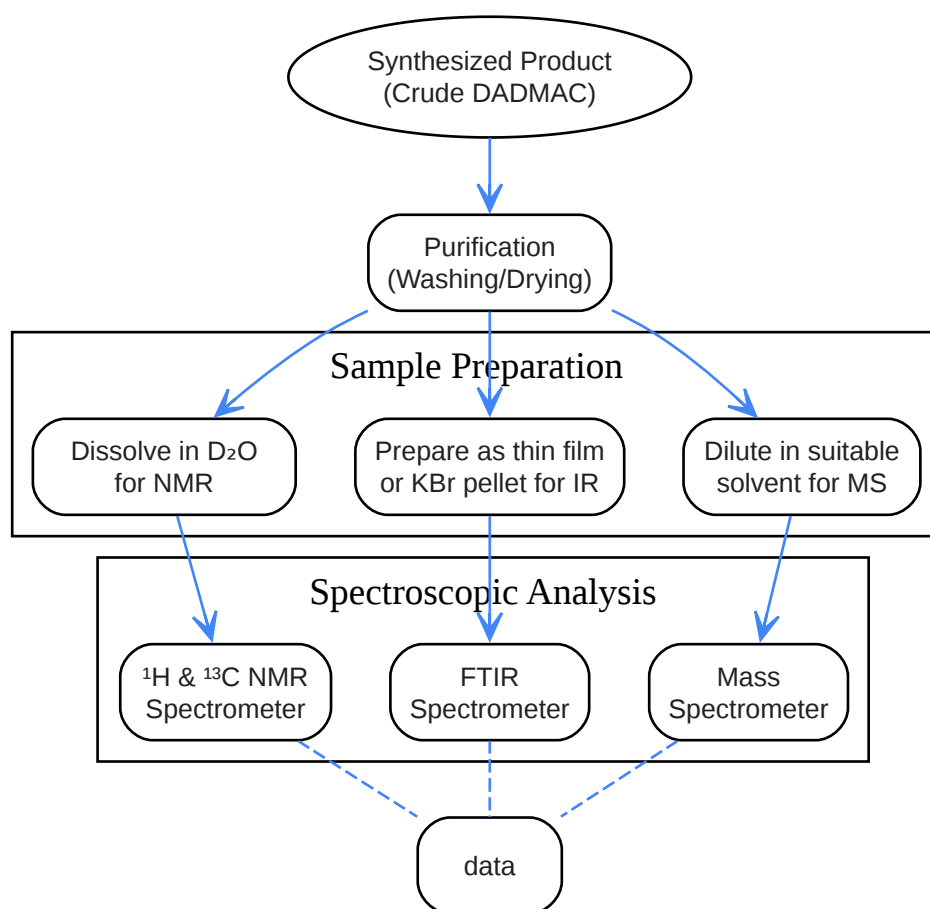 Synthesized Product
(Crude DADMAC)
Purification
(Washing/Drying)
Sample Preparation
Dissolve in D₂O
for NMR
Prepare as thin film
or KBr pellet for IR
Dilute in suitable
solvent for MS
Spectroscopic Analysis
¹H & ¹³C NMR
Spectrometer
FTIR
Spectrometer
Mass
Spectrometer
data